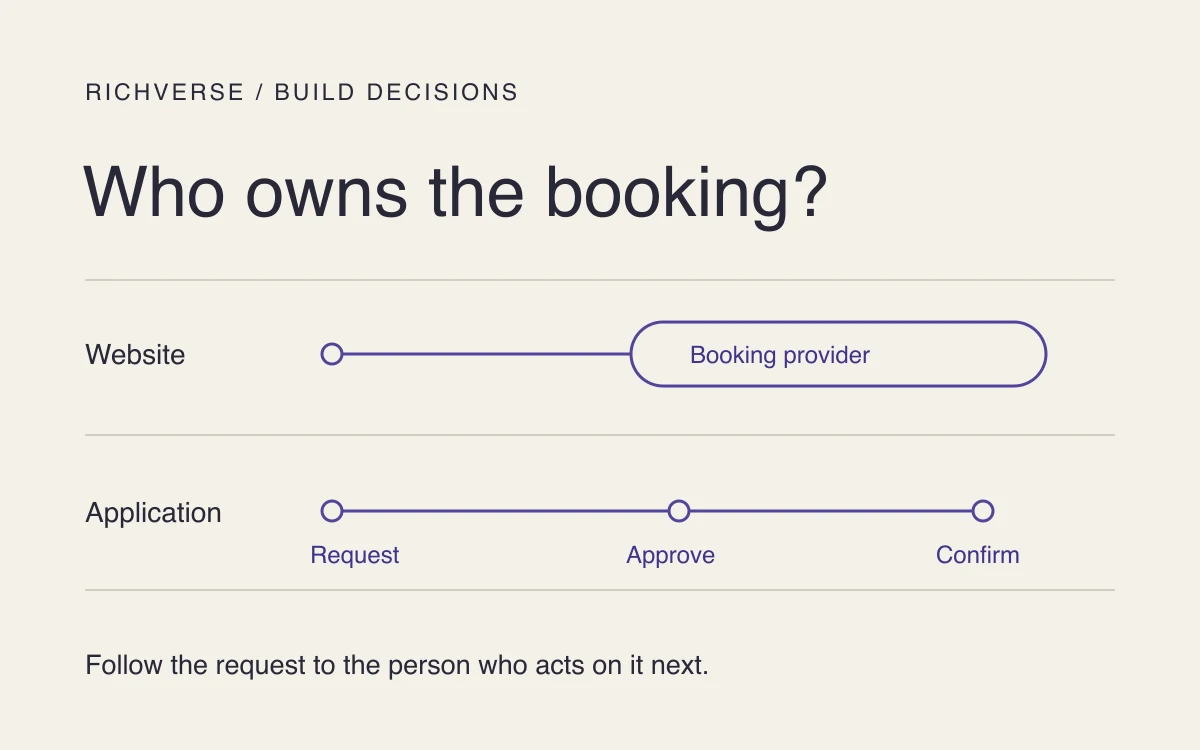 RICHVERSE / BUILD DECISIONS
Who owns the booking?
Website
Booking provider
Application
Request
Approve
Confirm
Follow the request to the person who acts on it next.